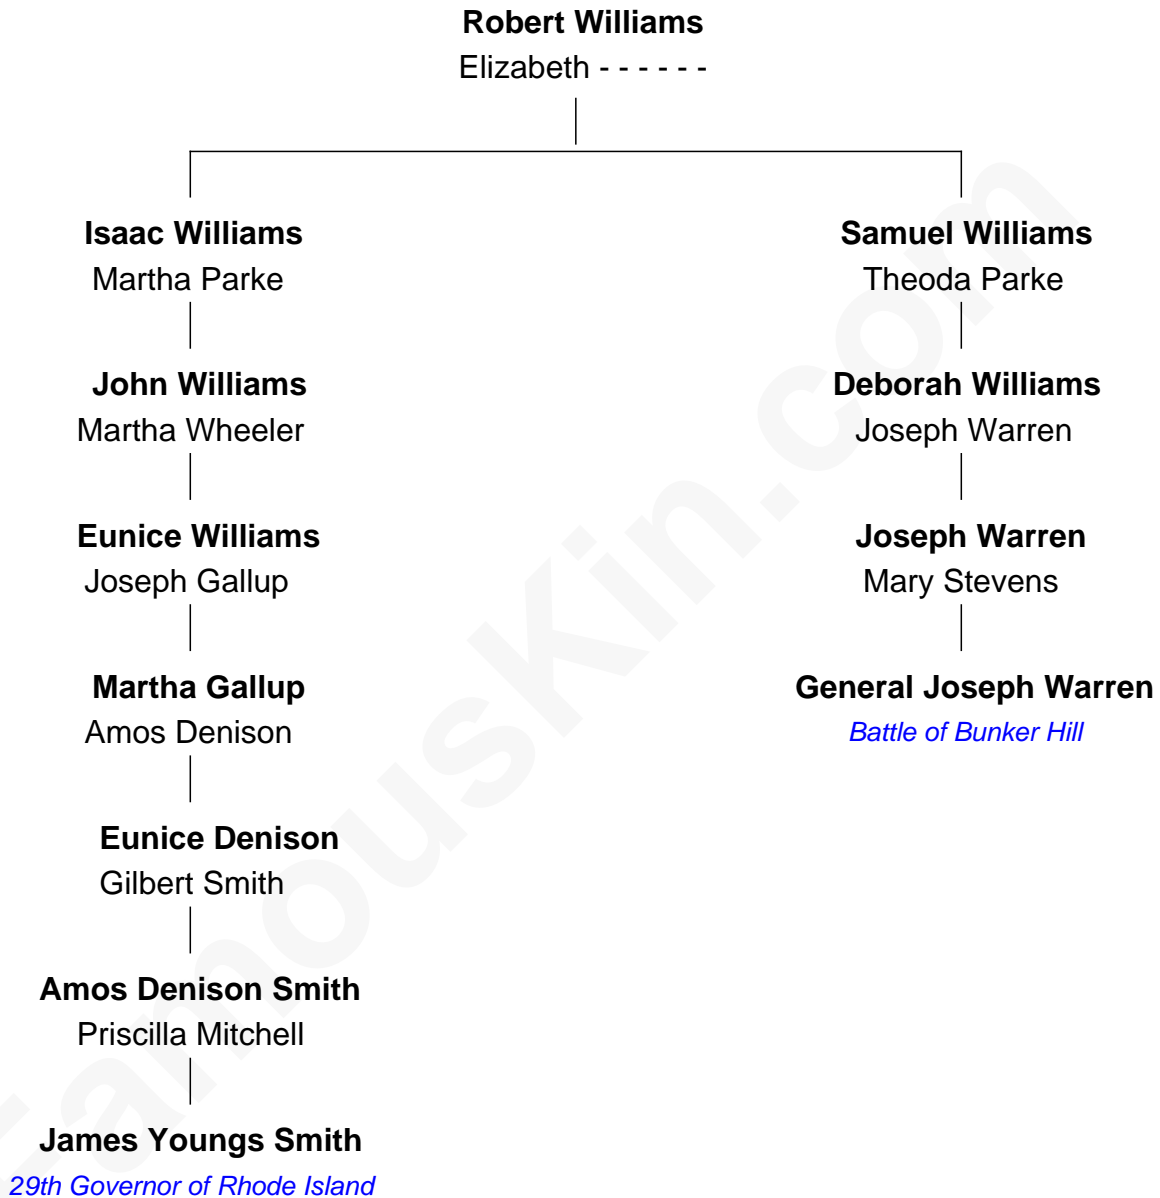 Robert Williams
Elizabeth - - - - - -
Isaac Williams
Martha Parke
Samuel Williams
Theoda Parke
John Williams
Martha Wheeler
Deborah Williams
Joseph Warren
Eunice Williams
Joseph Gallup
Joseph Warren
Mary Stevens
Martha Gallup
Amos Denison
General Joseph Warren
Battle of Bunker Hill
Eunice Denison
Gilbert Smith
Amos Denison Smith
Priscilla Mitchell
James Youngs Smith
29th Governor of Rhode Island
FamousKin.com